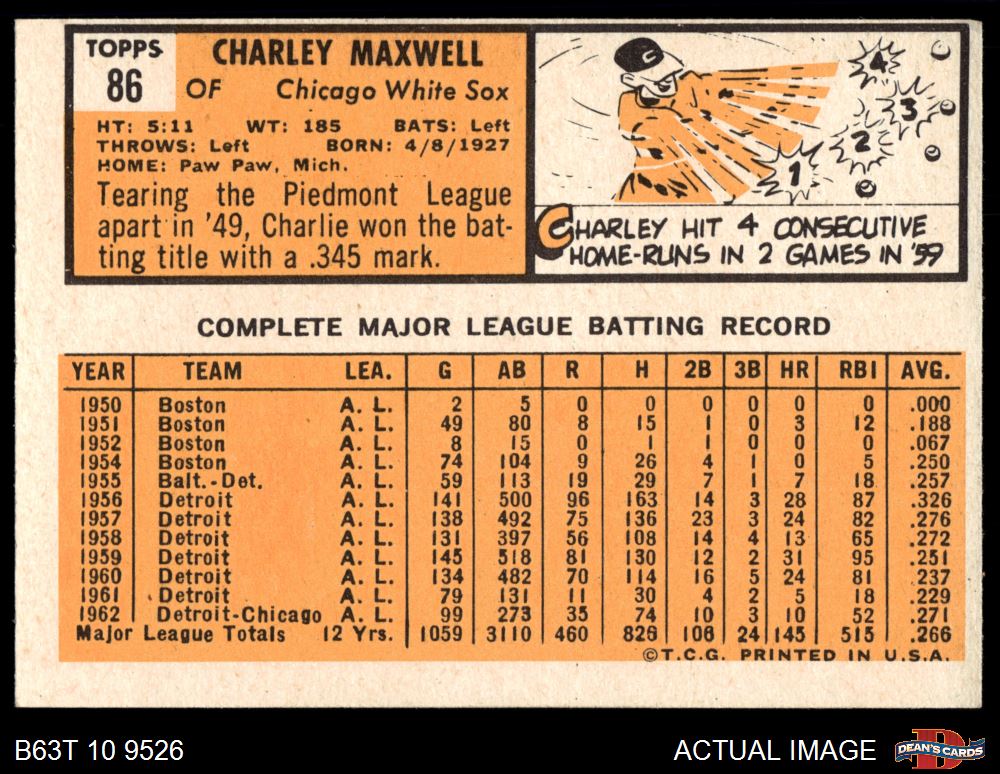 TOPPS
86
CHARLEY MAXWELL
OF Chicago White Sox
HT: 5:11 WT: 185 BATS: Left
THROWS: Left BORN: 4/8/1927
HOME: Paw Paw, Mich.
Tearing the Piedmont League
apart in '49, Charlie won the bat-
ting title with a .345 mark.
C
1
2
3
4
CHARLEY HIT 4 CONSECUTIVE
HOME-RUNS IN 2 GAMES IN '59
COMPLETE MAJOR LEAGUE BATTING RECORD
YEAR TEAM LEA. G AB R H 2B 3B HR RBI AVG.
1950 Boston A. L. 2 5 0 0 0 0 0 0 .000
1951 Boston A. L. 49 80 8 15 1 0 3 12 .188
1952 Boston A. L. 8 15 0 1 1 0 0 0 .067
1954 Boston A. L. 74 104 9 26 4 1 0 5 .250
1955 Balt.-Det. A. L. 59 113 19 29 7 1 7 18 .257
1956 Detroit A. L. 141 500 96 163 14 3 28 87 .326
1957 Detroit A. L. 138 492 75 136 23 3 24 82 .276
1958 Detroit A. L. 131 397 56 108 14 4 13 65 .272
1959 Detroit A. L. 145 518 81 130 12 2 31 95 .251
1960 Detroit A. L. 134 482 70 114 16 5 24 81 .237
1961 Detroit A. L. 79 131 11 30 4 2 5 18 .229
1962 Detroit-Chicago A. L. 99 273 35 74 10 3 10 52 .271
Major League Totals 12 Yrs. 1059 3110 460 826 106 24 145 515 .266
©T.C.G. PRINTED IN U.S.A.
B63T 10 9526
ACTUAL IMAGE
D
DEAN'S CARDS